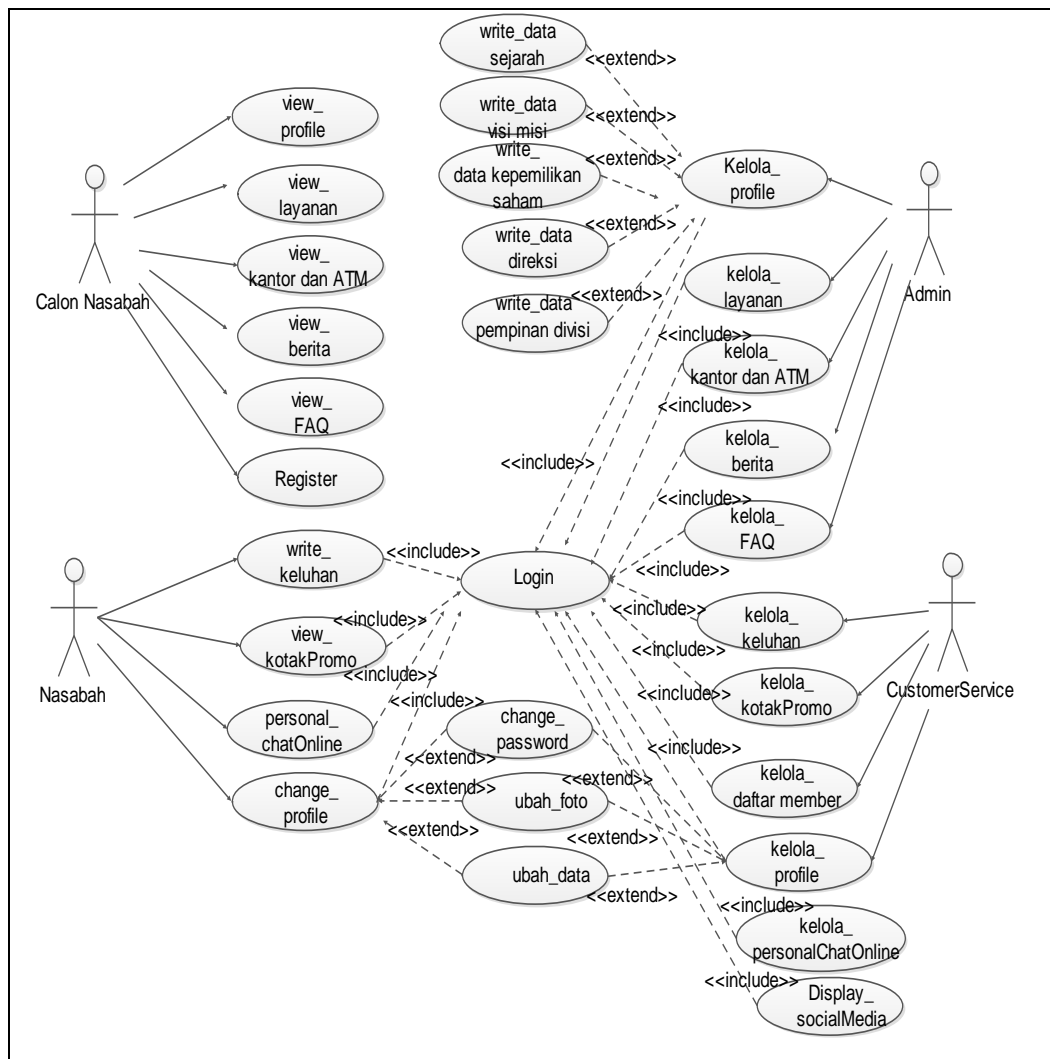 write_data
sejarah
<<extend>>
write_data
visi misi
<<extend>>
write_
data kepemilikan
saham
<<extend>>
write_data
direksi
<<extend>>
write_data
pempinan divisi
<<extend>>
view_
profile
view_
layanan
view_
kantor dan ATM
view_
berita
view_
FAQ
Register
Calon Nasabah
Kelola_
profile
kelola_
layanan
<<include>>
kelola_
kantor dan ATM
<<include>>
kelola_
berita
<<include>>
<<include>>
kelola_
FAQ
Admin
write_
keluhan
<<include>>
Login
<<include>>
kelola_
keluhan
view_
kotakPromo
<<include>>
<<include>>
Nasabah
<<include>>
kelola_
kotakPromo
CustomerService
personal_
chatOnline
<<include>>
change_
password
<<include>>
<<extend>>
<<include>>
kelola_
daftar member
change_
profile
<<extend>>
ubah_foto
<<extend>>
<<extend>>
<<extend>>
ubah_data
<<extend>>
kelola_
profile
<<include>>
kelola_
personalChatOnline
<<include>>
Display_
socialMedia